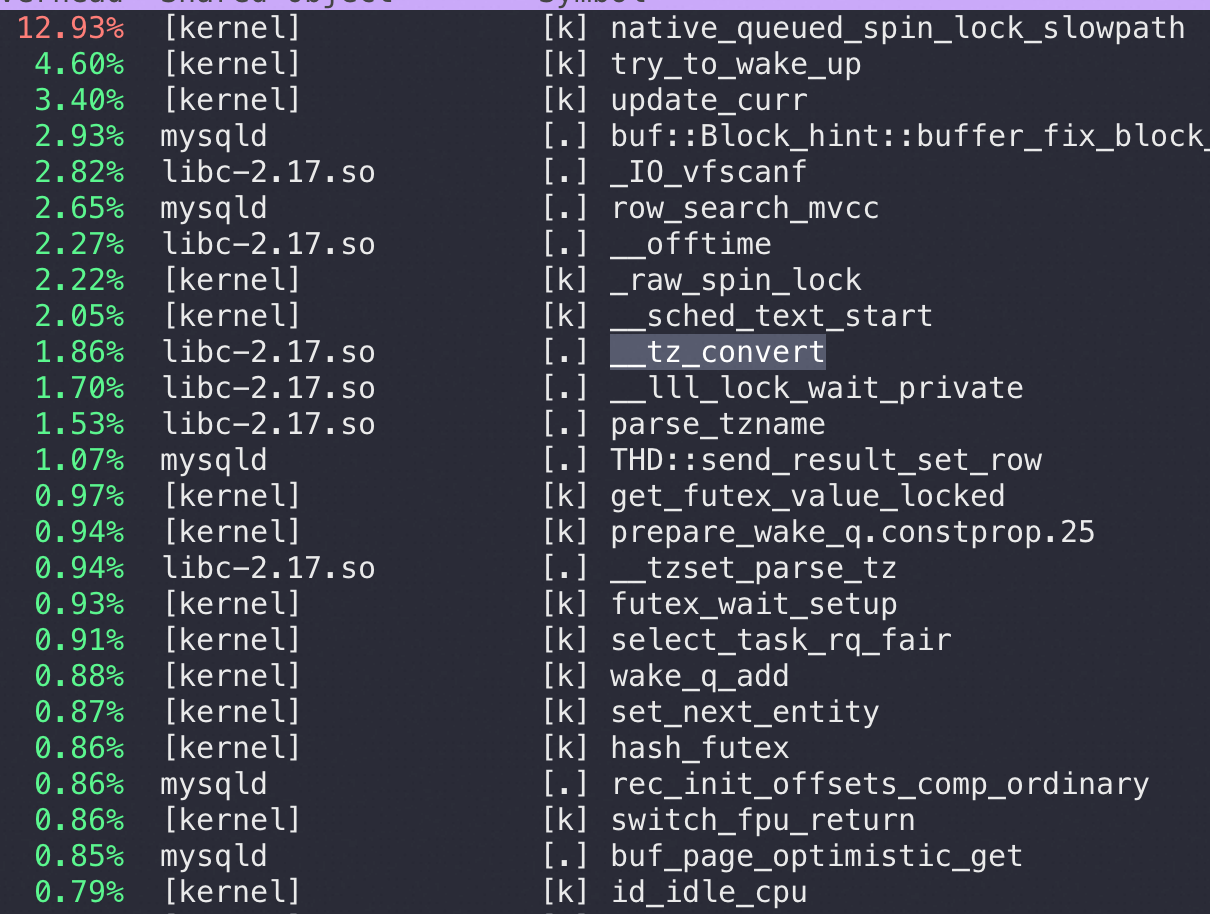 Overhead Shared Object Symbol
12.93% [kernel] [k] native_queued_spin_lock_slowpath
4.60% [kernel] [k] try_to_wake_up
3.40% [kernel] [k] update_curr
2.93% mysqld [.] buf::Block_hint::buffer_fix_block_
2.82% libc-2.17.so [.] _IO_vfscanf
2.65% mysqld [.] row_search_mvcc
2.27% libc-2.17.so [.] __offtime
2.22% [kernel] [k] _raw_spin_lock
2.05% [kernel] [k] __sched_text_start
1.86% libc-2.17.so [.] __tz_convert
1.70% libc-2.17.so [.] __lll_lock_wait_private
1.53% libc-2.17.so [.] parse_tzname
1.07% mysqld [.] THD::send_result_set_row
0.97% [kernel] [k] get_futex_value_locked
0.94% [kernel] [k] prepare_wake_q.constprop.25
0.94% libc-2.17.so [.] __tzset_parse_tz
0.93% [kernel] [k] futex_wait_setup
0.91% [kernel] [k] select_task_rq_fair
0.88% [kernel] [k] wake_q_add
0.87% [kernel] [k] set_next_entity
0.86% [kernel] [k] hash_futex
0.86% mysqld [.] rec_init_offsets_comp_ordinary
0.86% [kernel] [k] switch_fpu_return
0.85% mysqld [.] buf_page_optimistic_get
0.79% [kernel] [k] id_idle_cpu